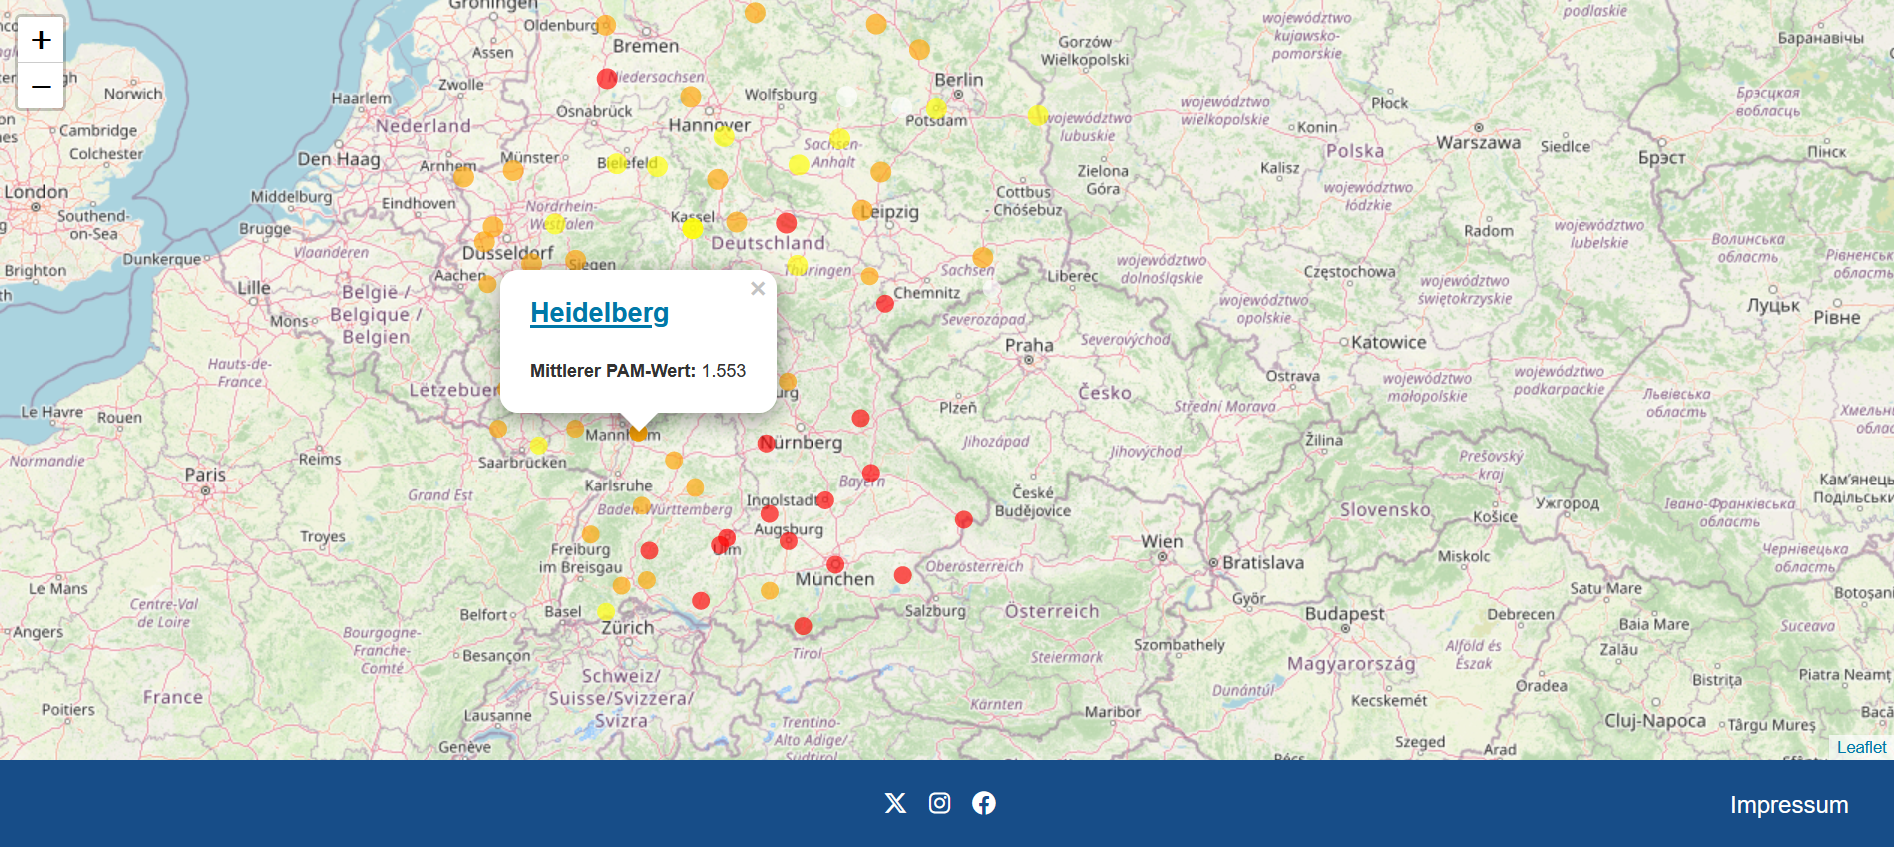 +
−
Heidelberg
×
Mittlerer PAM-Wert: 1.553
Groningen
Oldenburg
Bremen
Assen
Niedersachsen
Zwolle
Osnabrück
Wolfsburg
Hannover
Berlin
Potsdam
Gorzów
Wielkopolski
województwo
kujawsko-
pomorskie
podlaskie
Баранавічы
Norwich
Haarlem
Nederland
Cambridge
Colchester
Den Haag
Arnhem
Münster
Bielefeld
Sachsen-
Anhalt
województwo
lubuskie
województwo
wielkopolskie
Płock
Konin
Warszawa
Siedlce
Брэсцкая
вобласць
Брэст
Пінск
London
Southend-
on-Sea
Middelburg
Eindhoven
Brugge
Nordrhein-
Westfalen
Kassel
Deutschland
Leipzig
Cottbus
- Chóśebuz
Zielona
Góra
Kalisz
Polska
województwo
łódzkie
Radom
województwo
lubelskie
Brighton
Dunkerque
Vlaanderen
Düsseldorf
Aachen
Siegen
Thüringen
Sachsen
Chemnitz
Liberec
województwo
dolnośląskie
Częstochowa
województwo
świętokrzyskie
Волинська
область
Рівненсь
область
Lille
België /
Belgique /
Belgien
Mons
Severozápad
województwo
opolskie
Луцьк
Рівне
Hauts-de-
France
Praha
Severovýchod
Katowice
Ostrava
województwo
małopolskie
województwo
podkarpackie
Львівська
область
Plzeň
Česko
Střední Morava
Le Havre
Rouen
Normandie
Reims
Paris
Grand Est
Troyes
Mannheim
Saarbrücken
Karlsruhe
Baden-Württemberg
Nürnberg
Bayern
Ingolstadt
Augsburg
Ulm
Jihozápad
Jihovýchod
České
Budějovice
Žilina
Prešovský
kraj
Slovensko
Košice
Ужгород
Івано-Франківська
область
Кам’янець
Подільськи
Freiburg
im Breisgau
München
Oberösterreich
Wien
Bratislava
Miskolc
Чернівецька
область
Le Mans
Centre-Val
de Loire
Belfort
Basel
Zürich
Salzburg
Österreich
Győr
Budapest
Debrecen
Satu Mare
Baia Mare
Botoșani
Suceava
Angers
Bourgogne-
Franche-
Comté
Besançon
Tirol
Steiermark
Szombathely
Magyarország
Alföld és
Észak
Zalău
France
Poitiers
Schweiz/
Suisse/Svizzera/
Svizra
Lausanne
Genève
Trentino-
Alto Adige/
Kärnten
Maribor
Dunántúl
Kecskemét
Szeged
Arad
Oradea
Bistrița
Piatra Neamț
Cluj-Napoca
Târgu Mureș
Leaflet
Impressum